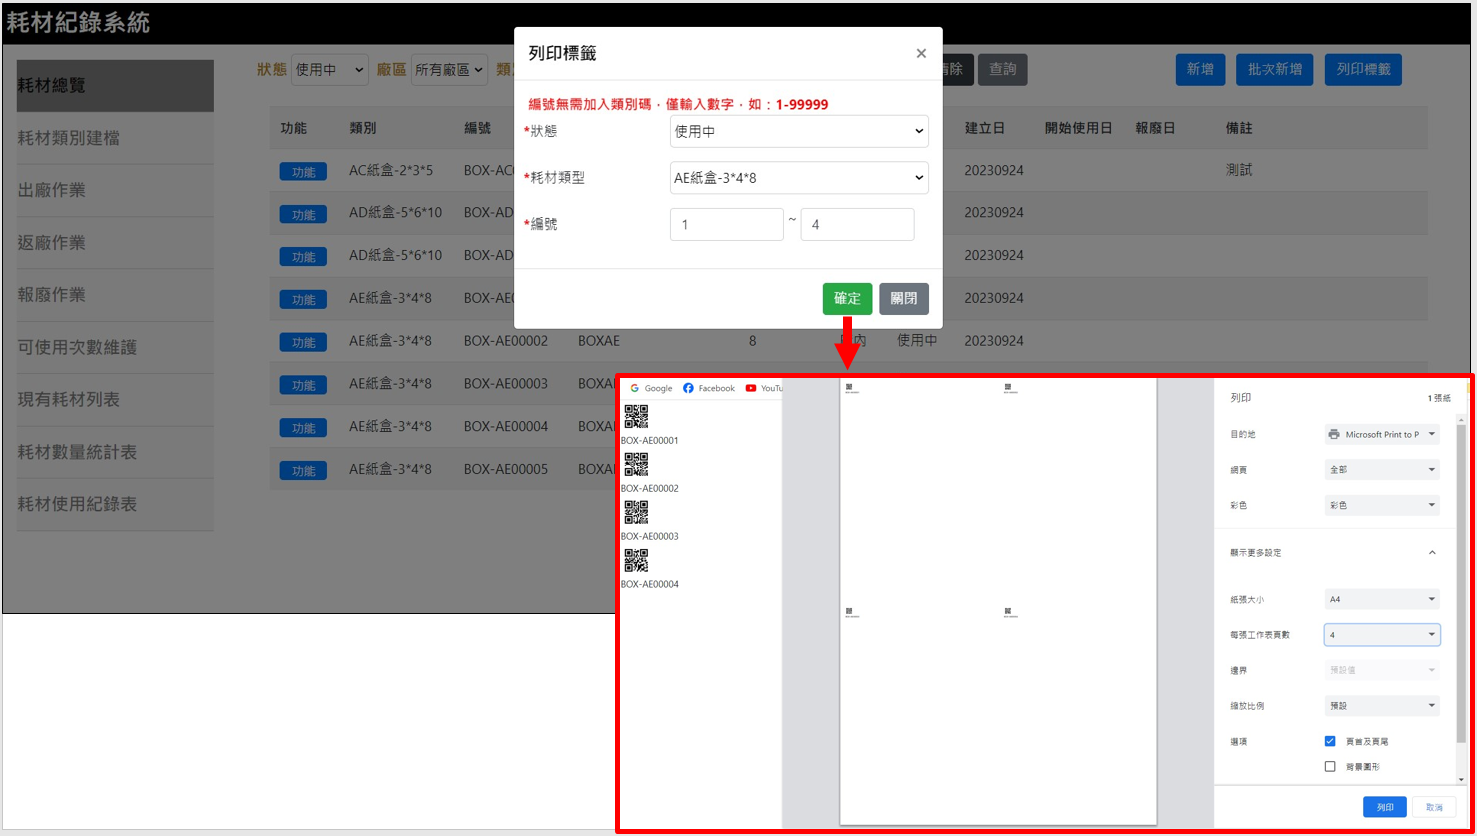 耗材紀錄系統
耗材總覽
耗材類別建檔
出廠作業
返廠作業
報廢作業
可使用次數維護
現有耗材列表
耗材數量統計表
耗材使用紀錄表
狀態 使用中 廠區 所有廠區
清除 查詢 新增 批次新增 列印標籤
功能 類別 編號 建立日 開始使用日 報廢日 備註
功能 AC紙盒-2*3*5 BOX-AC 20230924 測試
功能 AD紙盒-5*6*10 BOX-AD 20230924
功能 AD紙盒-5*6*10 BOX-AD 20230924
功能 AE紙盒-3*4*8 BOX-AE 20230924
功能 AE紙盒-3*4*8 BOX-AE00002 BOXAE 8 內 使用中 20230924
功能 AE紙盒-3*4*8 BOX-AE00003 BOXA
功能 AE紙盒-3*4*8 BOX-AE00004 BOXA
功能 AE紙盒-3*4*8 BOX-AE00005 BOXA
列印標籤 ×
編號無需加入類別碼，僅輸入數字，如：1-99999
*狀態 使用中
*耗材類型 AE紙盒-3*4*8
*編號 1 ~ 4
確定 關閉
Google Facebook YouTu
BOX-AE00001
BOX-AE00002
BOX-AE00003
BOX-AE00004
列印 1 張紙
目的地 Microsoft Print to P
網頁 全部
彩色 彩色
顯示更多設定
紙張大小 A4
每張工作表頁數 4
邊界 預設值
縮放比例 預設
選項 頁首及頁尾
背景圖形
列印 取消